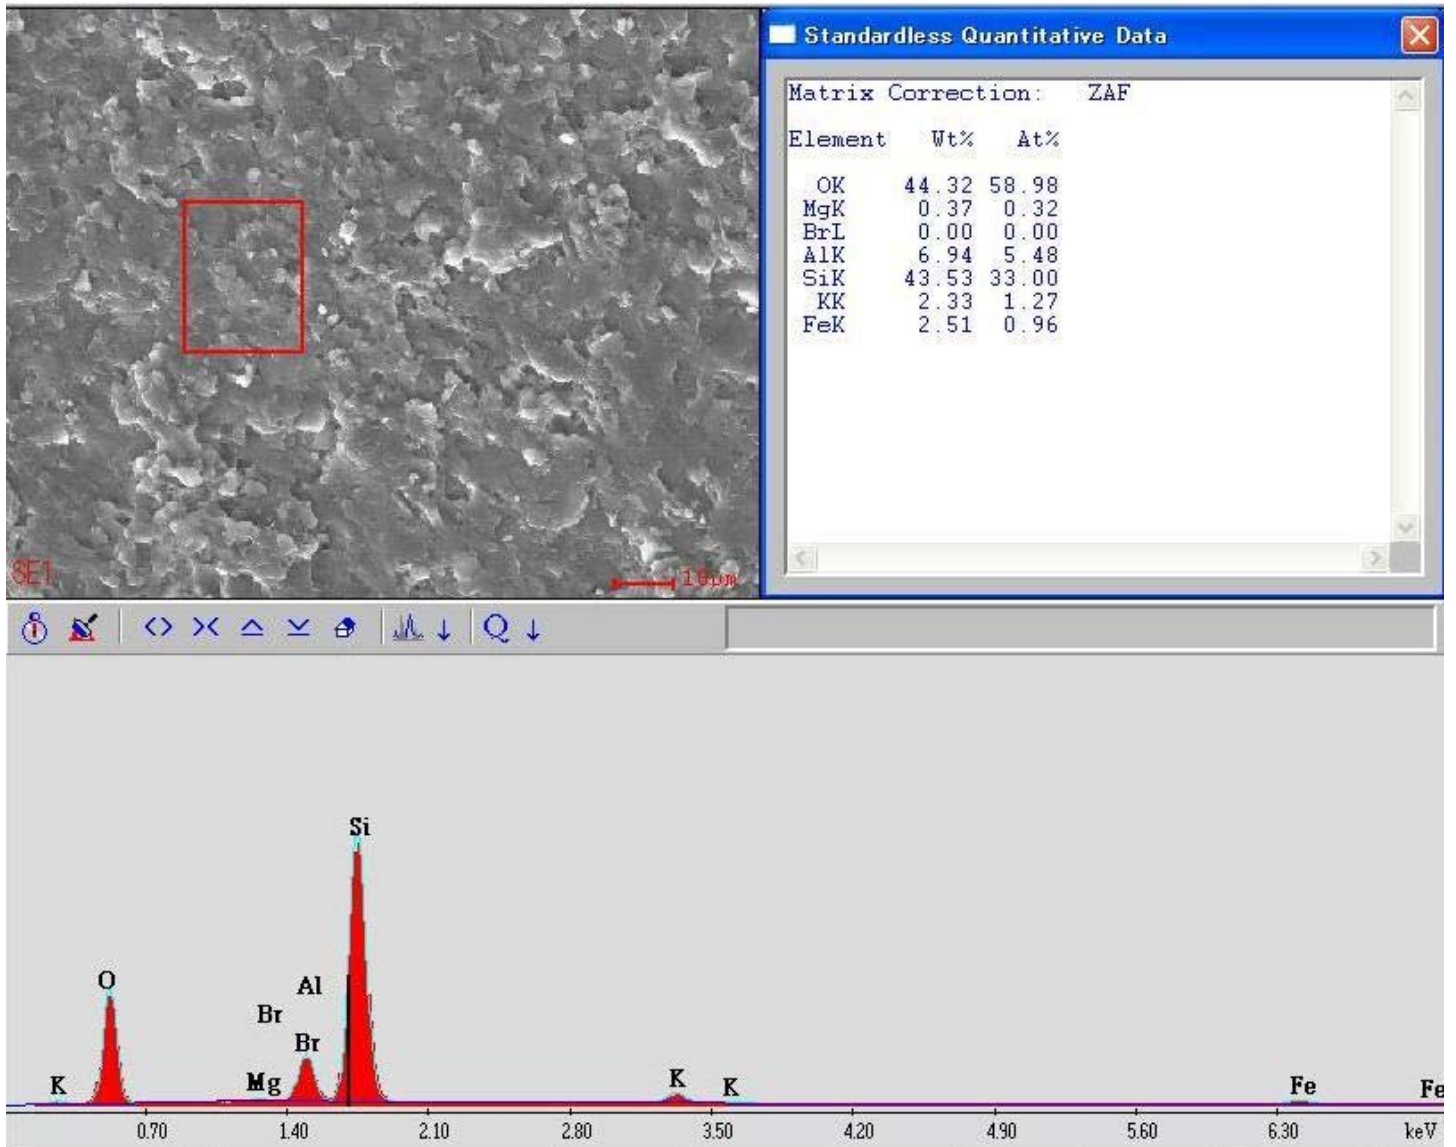 Standardless Quantitative Data
Matrix Correction: ZAF
Element Wt% At%
OK 44.32 58.98
MgK 0.37 0.32
BrL 0.00 0.00
AlK 6.94 5.48
SiK 43.53 33.00
KK 2.33 1.27
FeK 2.51 0.96
SE1
10µm
Q
Si
O
Al
Br
Br
K
Mg
K
K
Fe
Fe
0.70 1.40 2.10 2.80 3.50 4.20 4.90 5.60 6.30 keV